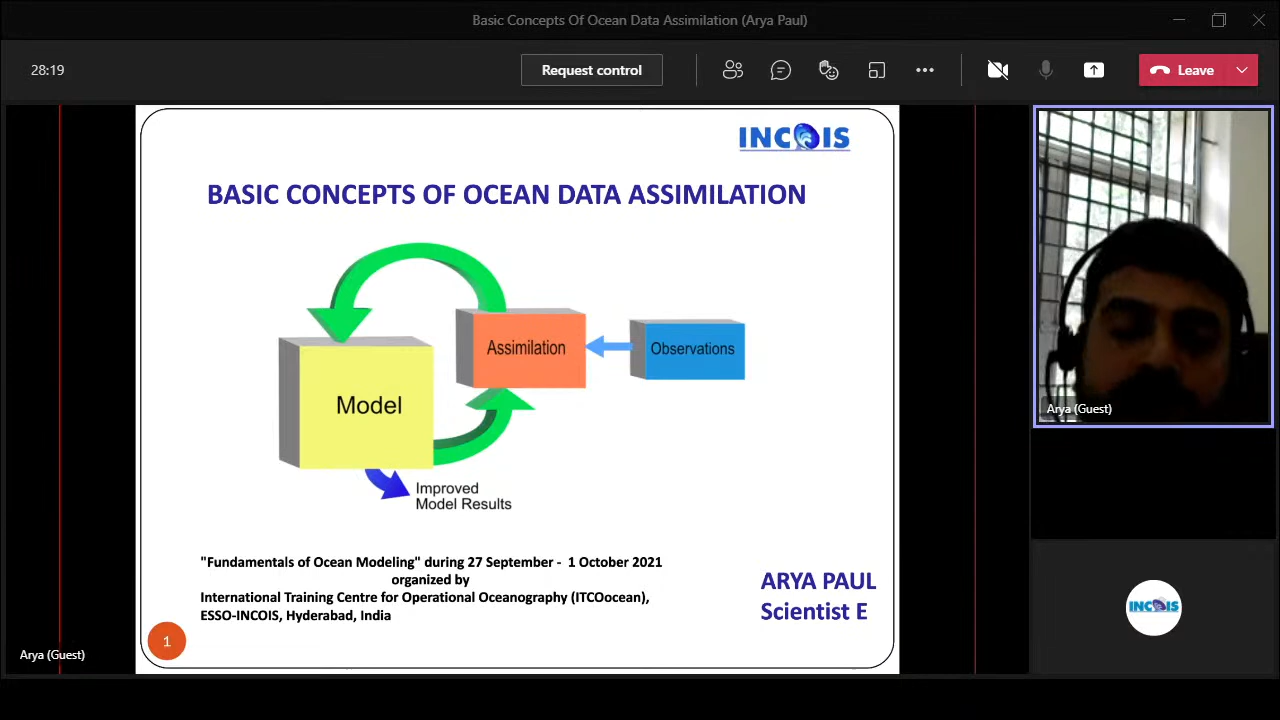 Basic Concepts Of Ocean Data Assimilation (Arya Paul)
28:19
Request control
Leave
INCOIS
BASIC CONCEPTS OF OCEAN DATA ASSIMILATION
Assimilation
Observations
Model
Improved
Model Results
"Fundamentals of Ocean Modeling" during 27 September - 1 October 2021
organized by
International Training Centre for Operational Oceanography (ITCOocean),
ESSO-INCOIS, Hyderabad, India
ARYA PAUL
Scientist E
1
Arya (Guest)
Arya (Guest)
INCOIS